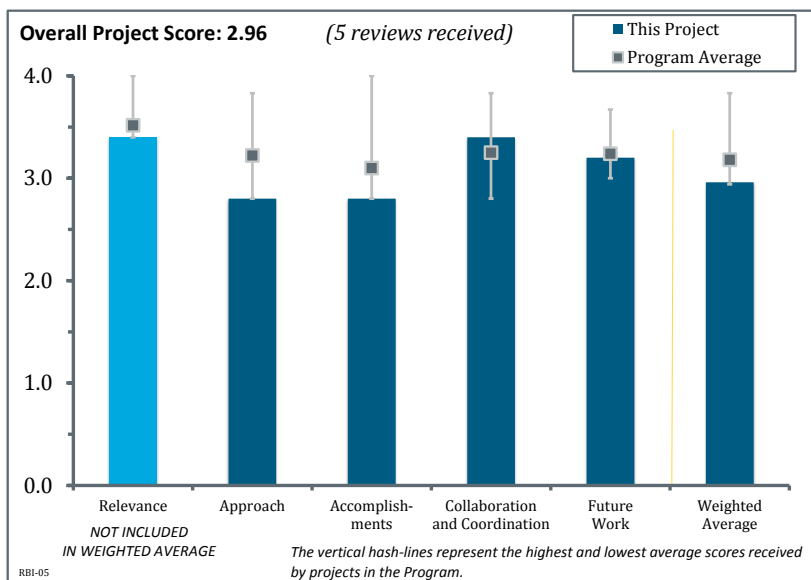 Overall Project Score: 2.96 (5 reviews received)
This Project
Program Average
4.0
3.0
2.0
1.0
0.0
Relevance
Approach
Accomplish-
ments
Collaboration
and Coordination
Future
Work
Weighted
Average
NOT INCLUDED
IN WEIGHTED AVERAGE
The vertical hash-lines represent the highest and lowest average scores received
by projects in the Program.
RBI-05